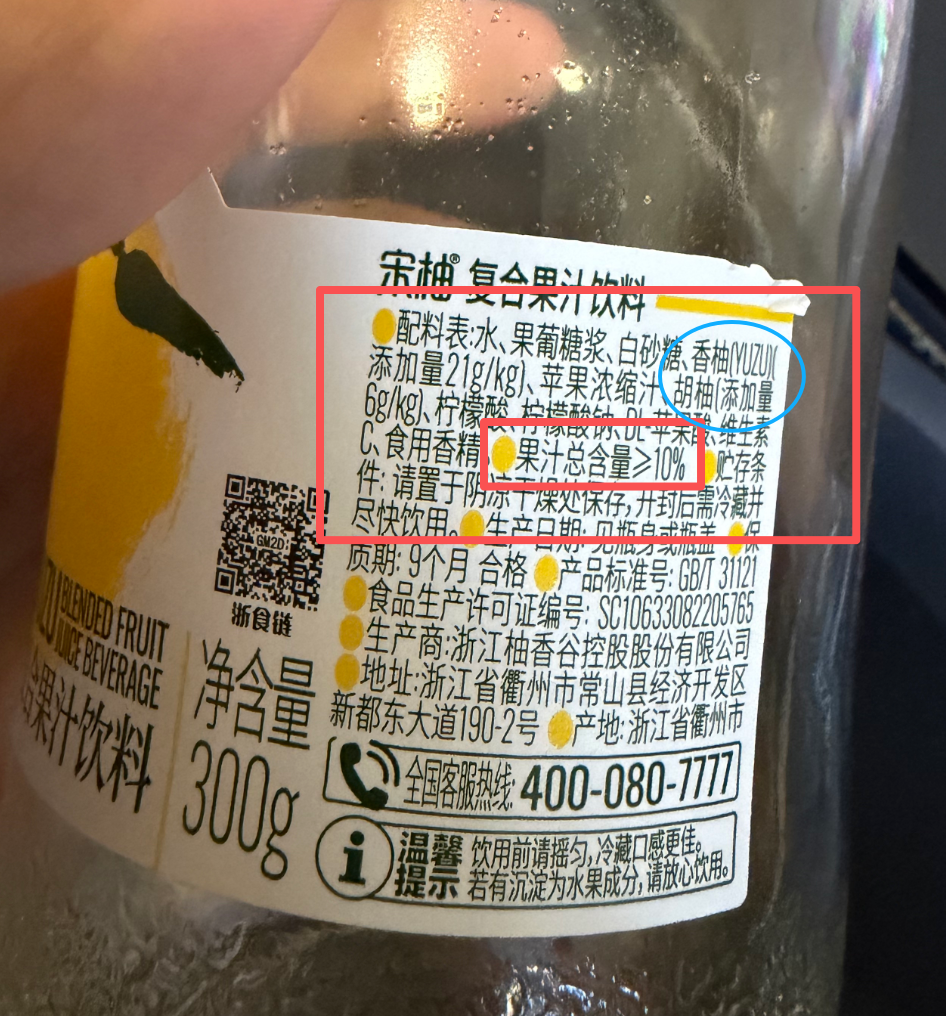 宋柚® 复合果汁饮料
配料表:水、果葡糖浆、白砂糖、香柚(YUZU)(
添加量21g/kg)、苹果浓缩汁、胡柚(添加量
6g/kg)、柠檬酸、柠檬酸钠、DL-苹果酸、维生素
C、食用香精 果汁总含量≥10% 贮存条
件: 请置于阴凉干燥处保存,开封后需冷藏并
尽快饮用。 生产日期: 见瓶身或瓶盖 保
质期: 9个月 合格 产品标准号: GB/T 31121
食品生产许可证编号: SC10633082205765
生产商:浙江柚香谷控股股份有限公司
地址:浙江省衢州市常山县经济开发区
新都东大道190-2号 产地: 浙江省衢州市
全国客服热线: 400-080-7777
温馨提示
饮用前请摇匀,冷藏口感更佳。
若有沉淀为水果成分,请放心饮用。
GM2D
浙食链
净含量
300g
BLENDED FRUIT
JUICE BEVERAGE
果汁饮料